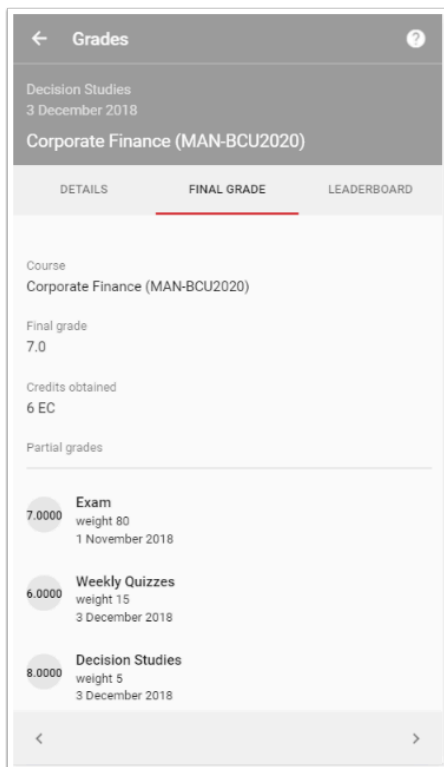 Grades
Decision Studies
3 December 2018
Corporate Finance (MAN-BCU2020)
DETAILS FINAL GRADE LEADERBOARD
Course
Corporate Finance (MAN-BCU2020)
Final grade
7.0
Credits obtained
6 EC
Partial grades
Exam
7.0000 weight 80
1 November 2018
Weekly Quizzes
6.0000 weight 15
3 December 2018
Decision Studies
8.0000 weight 5
3 December 2018